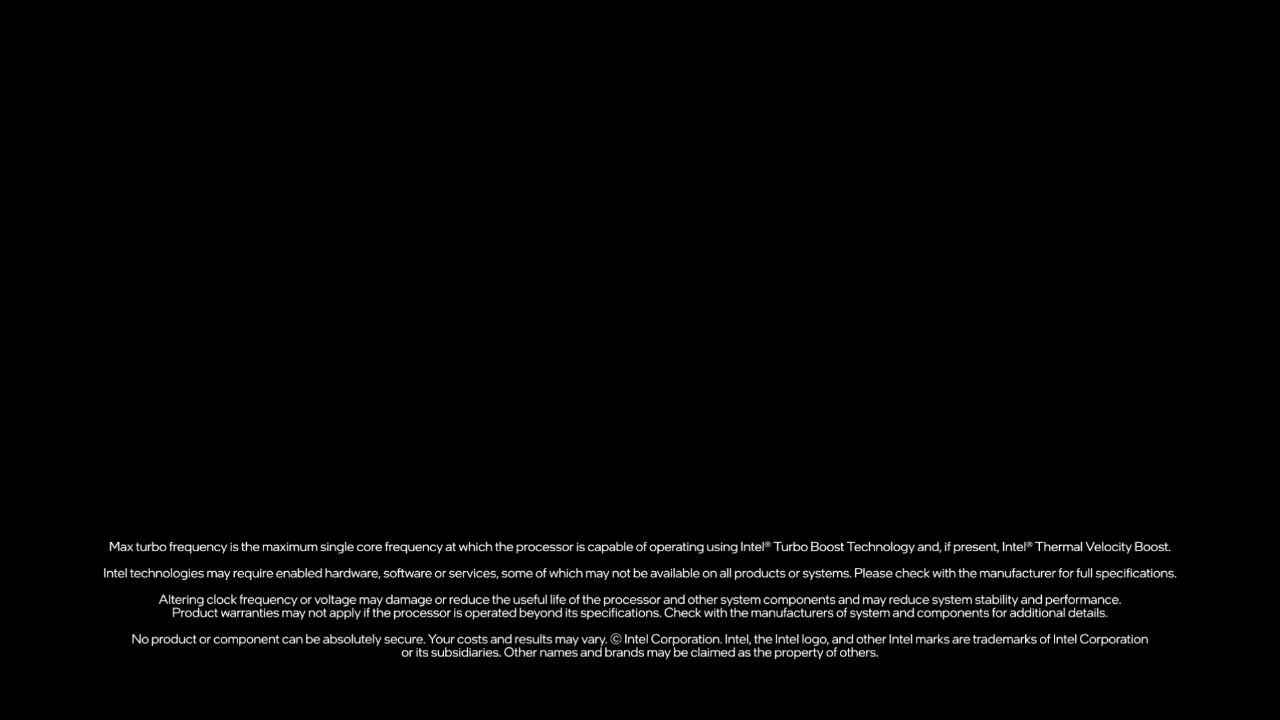 Max turbo frequency is the maximum single core frequency at which the processor is capable of operating using Intel® Turbo Boost Technology and, if present, Intel® Thermal Velocity Boost.
Intel technologies may require enabled hardware, software or services, some of which may not be available on all products or systems. Please check with the manufacturer for full specifications.
Altering clock frequency or voltage may damage or reduce the useful life of the processor and other system components and may reduce system stability and performance.
Product warranties may not apply if the processor is operated beyond its specifications. Check with the manufacturers of system and components for additional details.
No product or component can be absolutely secure. Your costs and results may vary. © Intel Corporation. Intel, the Intel logo, and other Intel marks are trademarks of Intel Corporation
or its subsidiaries. Other names and brands may be claimed as the property of others.